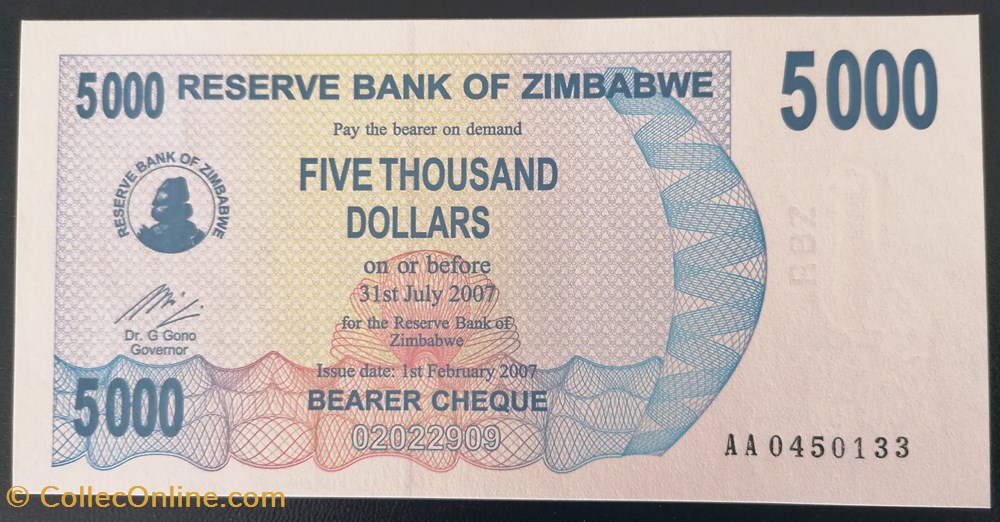 5000 RESERVE BANK OF ZIMBABWE 5000
Pay the bearer on demand
FIVE THOUSAND
DOLLARS
RESERVE BANK OF ZIMBABWE
on or before
31st July 2007
for the Reserve Bank of
Zimbabwe
Dr. G Gono
Governor
Issue date: 1st February 2007
5000 BEARER CHEQUE
02022909
AA0450133
RBZ
© CollecOnline.com